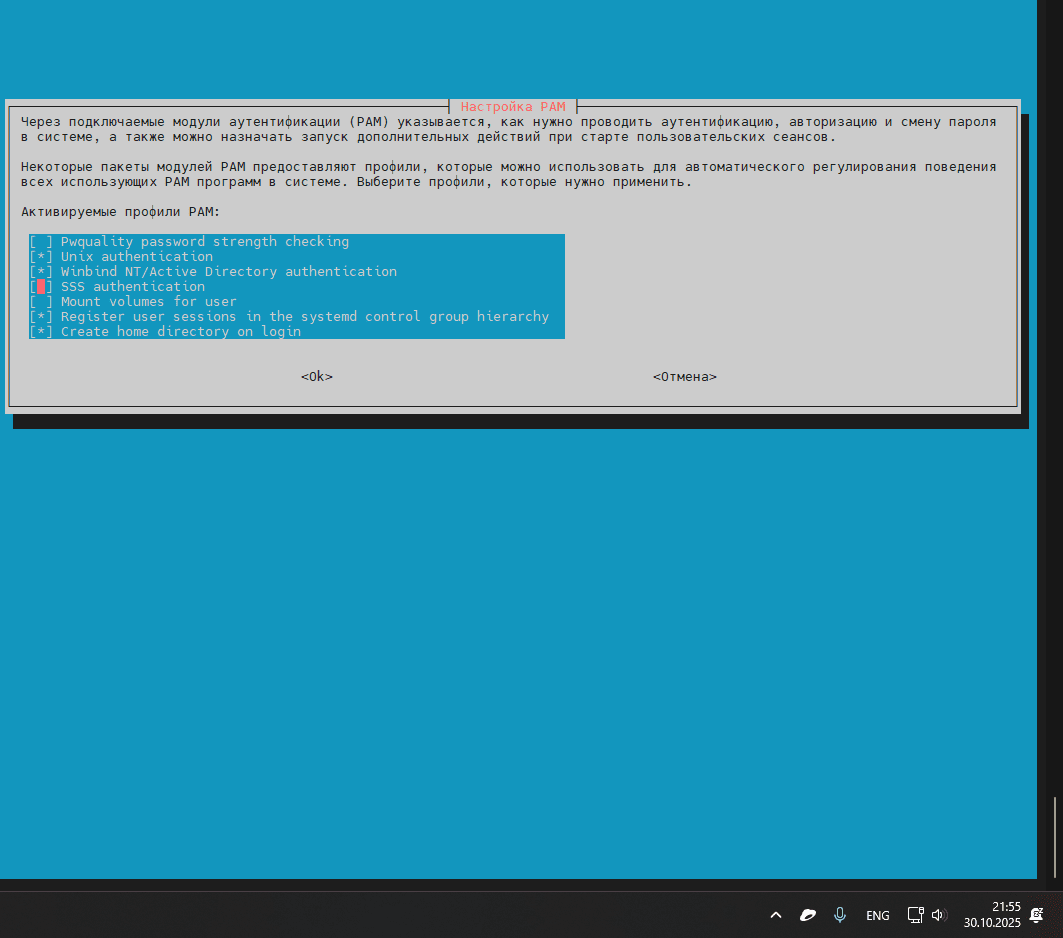 Настройка PAM
Через подключаемые модули аутентификации (PAM) указывается, как нужно проводить аутентификацию, авторизацию и смену пароля
в системе, а также можно назначать запуск дополнительных действий при старте пользовательских сеансов.
Некоторые пакеты модулей PAM предоставляют профили, которые можно использовать для автоматического регулирования поведения
всех использующих PAM программ в системе. Выберите профили, которые нужно применить.
Активируемые профили PAM:
[ ] Pwquality password strength checking
[*] Unix authentication
[*] Winbind NT/Active Directory authentication
[ ] SSS authentication
[ ] Mount volumes for user
[*] Register user sessions in the systemd control group hierarchy
[*] Create home directory on login
<Ok> <Отмена>
ENG
21:55
30.10.2025